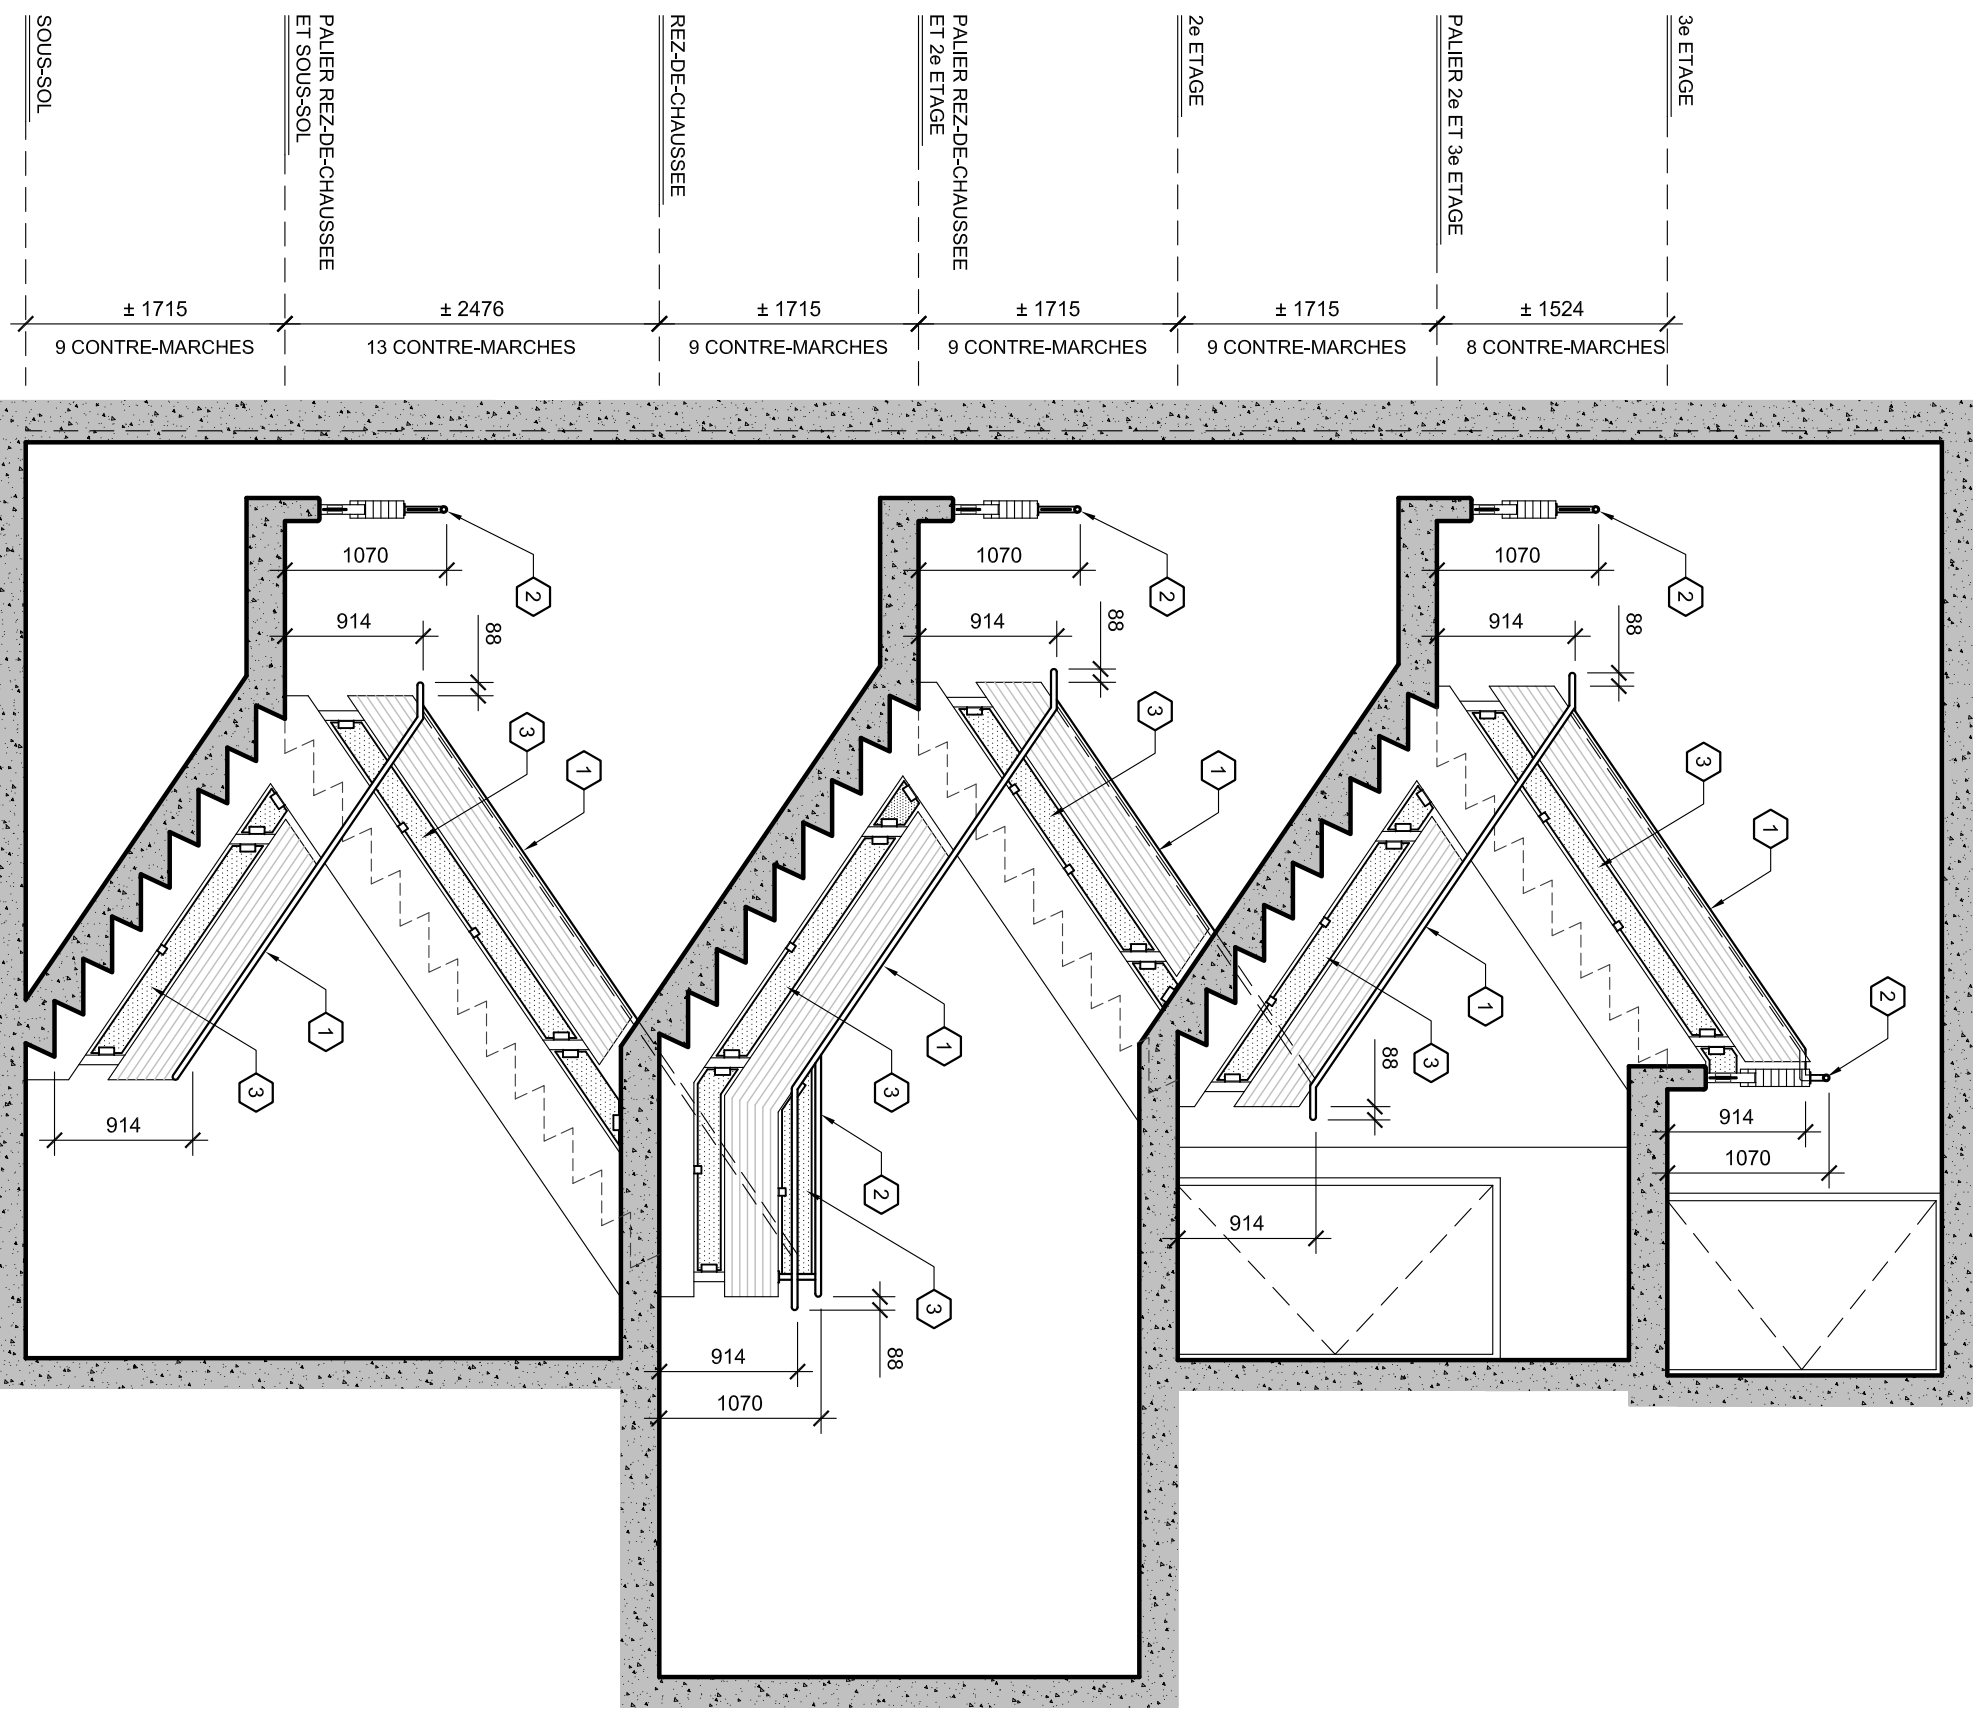 3e ETAGE
PALIER 2e ET 3e ETAGE
2e ETAGE
PALIER REZ-DE-CHAUSSEE
ET 2e ETAGE
REZ-DE-CHAUSSEE
PALIER REZ-DE-CHAUSSEE
ET SOUS-SOL
SOUS-SOL
± 1715
± 2476
± 1715
± 1715
± 1715
± 1524
9 CONTRE-MARCHES
13 CONTRE-MARCHES
9 CONTRE-MARCHES
9 CONTRE-MARCHES
9 CONTRE-MARCHES
8 CONTRE-MARCHES
1070
1070
1070
2
2
2
914
88
914
88
914
88
3
1
3
1
3
1
2
1
3
1
3
1
3
88
914
914
1070
2
3
914
88
914
1070